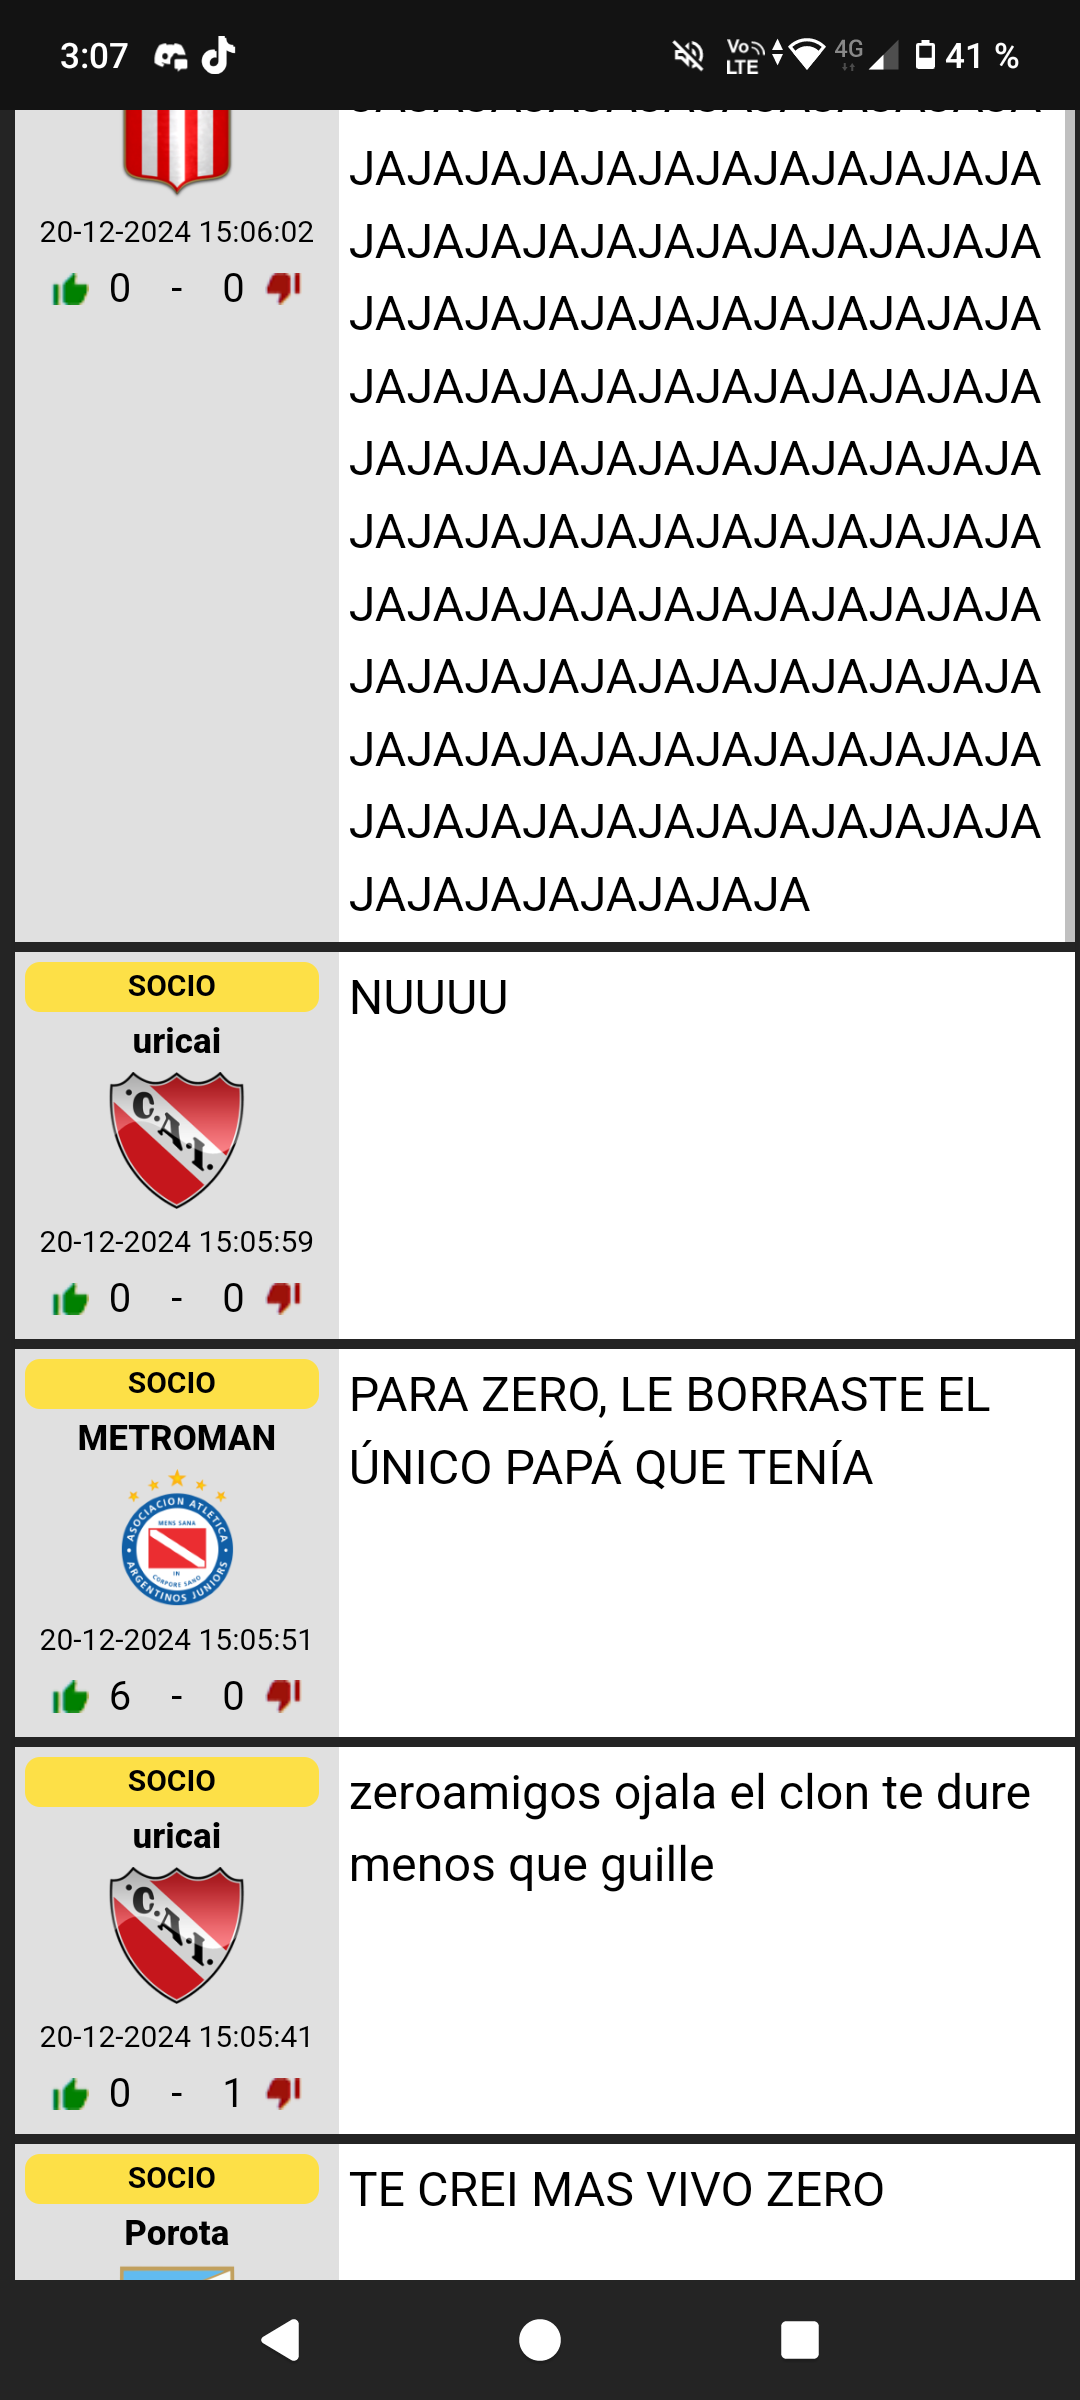 3:07 Vo LTE 4G 41 %
JAJAJAJAJAJAJAJAJAJAJAJA
20-12-2024 15:06:02
0 - 0
JAJAJAJAJAJAJAJAJAJAJAJA
JAJAJAJAJAJAJAJAJAJAJAJA
JAJAJAJAJAJAJAJAJAJAJAJA
JAJAJAJAJAJAJAJAJAJAJAJA
JAJAJAJAJAJAJAJAJAJAJAJA
JAJAJAJAJAJAJAJAJAJAJAJA
JAJAJAJAJAJAJAJAJAJAJAJA
JAJAJAJAJAJAJAJAJAJAJAJA
JAJAJAJAJAJAJAJAJAJAJAJA
JAJAJAJAJAJAJAJAJAJAJAJA
JAJAJAJAJAJAJAJA
SOCIO
uricai
C.A.I.
20-12-2024 15:05:59
0 - 0
NUUUU
SOCIO
METROMAN
ASOCIACION ATLETICA
MENS SANA
IN
CORPORE SANO
ARGENTINOS JUNIORS
20-12-2024 15:05:51
6 - 0
PARA ZERO, LE BORRASTE EL
ÚNICO PAPÁ QUE TENÍA
SOCIO
uricai
C.A.I.
20-12-2024 15:05:41
0 - 1
zeroamigos ojala el clon te dure
menos que guille
SOCIO
Porota
TE CREI MAS VIVO ZERO